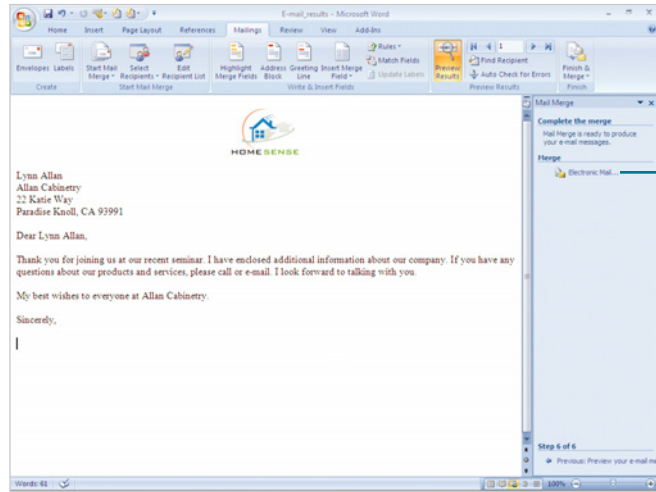 E-mail_results - Microsoft Word
Home Insert Page Layout References Mailings Review View Add-Ins
Envelopes Labels
Create
Start Mail Merge
Select Recipients
Edit Recipient List
Start Mail Merge
Highlight Merge Fields
Address Block
Greeting Line
Insert Merge Field
Rules
Match Fields
Update Labels
Write & Insert Fields
Preview Results
1
Find Recipient
Auto Check for Errors
Preview Results
Finish & Merge
Finish
HOMESENSE
Lynn Allan
Allan Cabinetry
22 Katie Way
Paradise Knoll, CA 93991
Dear Lynn Allan,
Thank you for joining us at our recent seminar. I have enclosed additional information about our company. If you have any
questions about our products and services, please call or e-mail. I look forward to talking with you.
My best wishes to everyone at Allan Cabinetry.
Sincerely,
Mail Merge
Complete the merge
Mail Merge is ready to produce
your e-mail messages.
Merge
Electronic Mail...
Step 6 of 6
Previous: Preview your e-mail me
Words: 61
100%